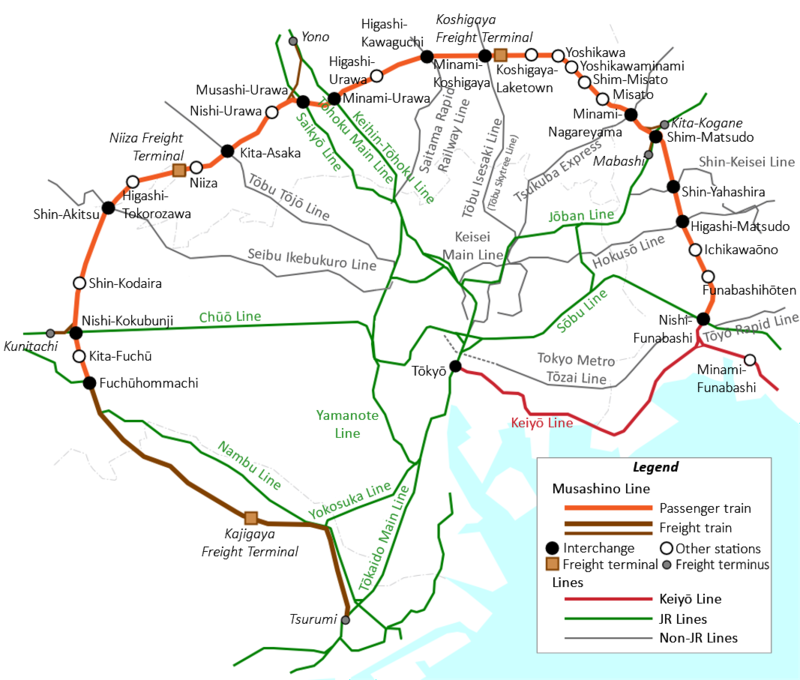 Yono
Higashi-
Kawaguchi
Koshigaya
Freight Terminal
Higashi-
Urawa
Minami-
Koshigaya
Koshigaya-
Laketown
Yoshikawa
Yoshikawaminami
Shim-Misato
Misato
Musashi-Urawa
Nishi-Urawa
Minami-Urawa
Minami-
Nagareyama
Kita-Kogane
Shim-Matsudo
Mabashi
Niiza Freight
Terminal
Kita-Asaka
Niiza
Higashi-
Tokorozawa
Shin-Akitsu
Saikyō Line
Tōhoku Main Line
Keihin-Tōhoku Line
Saitama Rapid
Railway Line
Tōbu Isesaki Line
(Tōbu Skytree Line)
Tsukuba Express
Shin-Keisei Line
Shin-Yahashira
Higashi-Matsudo
Ichikawaōno
Funabashihōten
Tōbu Tōjō Line
Seibu Ikebukuro Line
Keisei
Main Line
Jōban Line
Hokusō Line
Shin-Kodaira
Nishi-Kokubunji
Kunitachi
Kita-Fuchū
Fuchūhommachi
Chūō Line
Sōbu Line
Nishi-
Funabashi
Tōyo Rapid Line
Tōkyō
Tokyo Metro
Tōzai Line
Minami-
Funabashi
Yamanote
Line
Keiyō Line
Nambu Line
Yokosuka Line
Tōkaido Main Line
Kajigaya
Freight Terminal
Tsurumi
Legend
Musashino Line
Passenger train
Freight train
Interchange
Other stations
Freight terminal
Freight terminus
Lines
Keiyō Line
JR Lines
Non-JR Lines